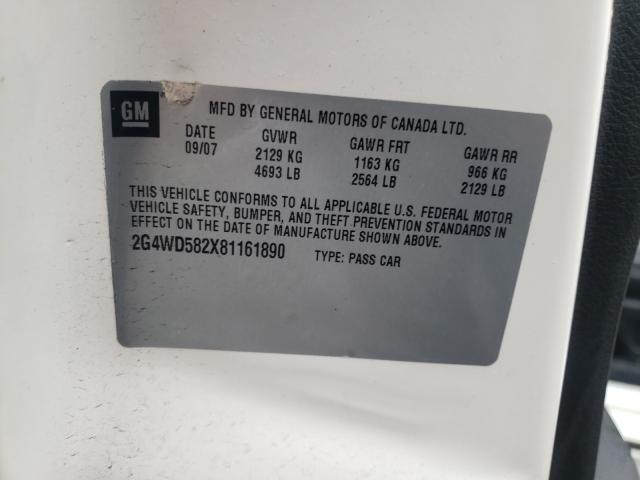 GM
MFD BY GENERAL MOTORS OF CANADA LTD.
DATE GVWR GAWR FRT GAWR RR
09/07 2129 KG 1163 KG 966 KG
4693 LB 2564 LB 2129 LB
THIS VEHICLE CONFORMS TO ALL APPLICABLE U.S. FEDERAL MOTOR
VEHICLE SAFETY, BUMPER, AND THEFT PREVENTION STANDARDS IN
EFFECT ON THE DATE OF MANUFACTURE SHOWN ABOVE.
2G4WD582X81161890 TYPE: PASS CAR